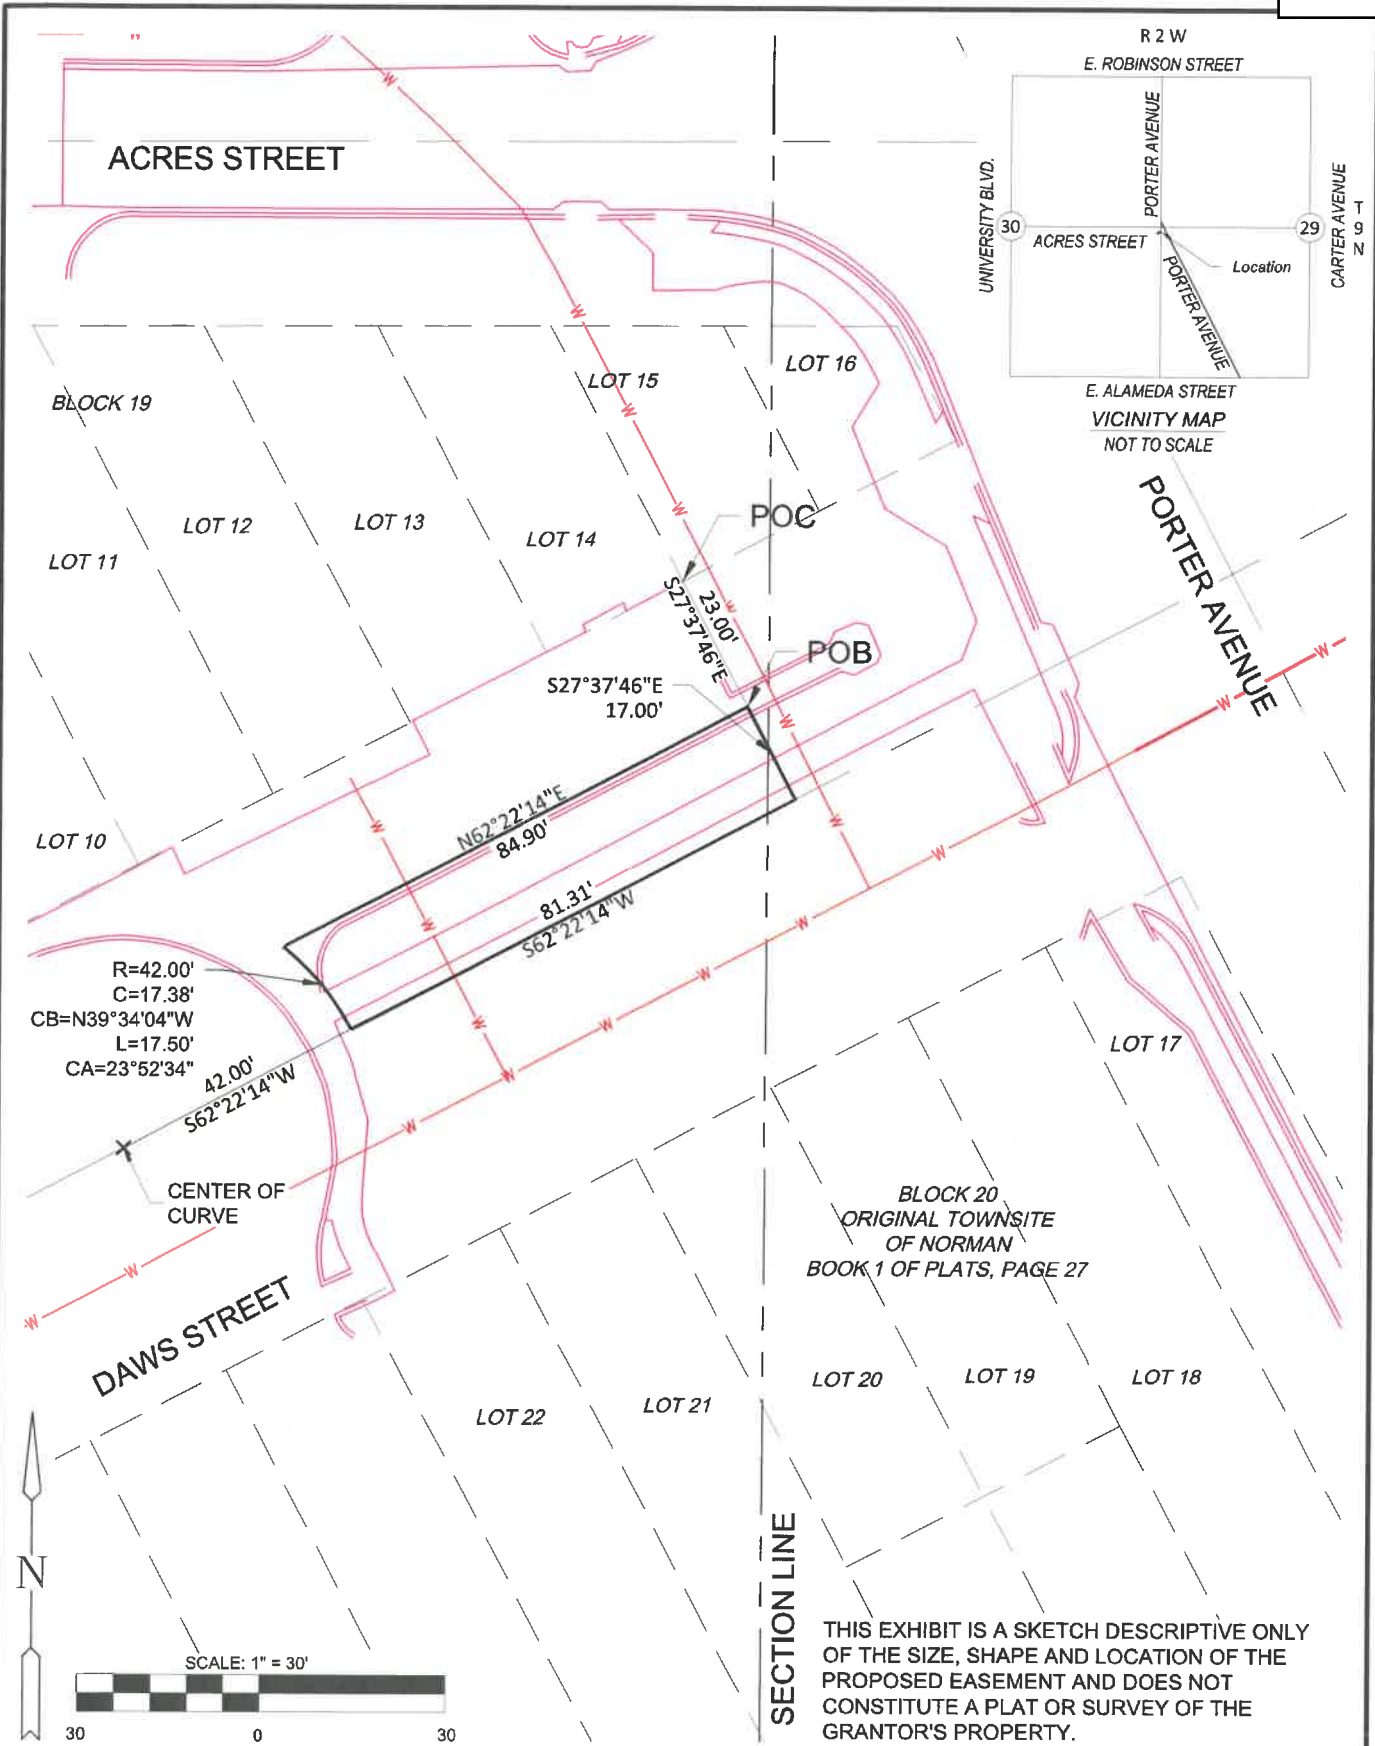 R 2 W
E. ROBINSON STREET
PORTER AVENUE
UNIVERSITY BLVD.
CARTER AVENUE
T
9
N
30
29
ACRES STREET
Location
PORTER AVENUE
E. ALAMEDA STREET
VICINITY MAP
NOT TO SCALE
ACRES STREET
W
W
LOT 16
LOT 15
W
BLOCK 19
W
POC
LOT 12
LOT 13
LOT 14
LOT 11
PORTER AVENUE
S27°37'46"E
23.00'
W
POB
W
S27°37'46"E
17.00'
W
W
N62°22'14"E
84.90'
W
W
W
LOT 10
81.31'
S62°22'14"W
W
W
W
R=42.00'
C=17.38'
CB=N39°34'04"W
L=17.50'
CA=23°52'34"
W
W
LOT 17
42.00'
S62°22'14"W
W
W
CENTER OF
CURVE
BLOCK 20
ORIGINAL TOWNSITE
OF NORMAN
BOOK 1 OF PLATS, PAGE 27
W
W
DAWS STREET
LOT 20
LOT 19
LOT 18
LOT 22
LOT 21
N
SECTION LINE
SCALE: 1" = 30'
30
0
30
THIS EXHIBIT IS A SKETCH DESCRIPTIVE ONLY
OF THE SIZE, SHAPE AND LOCATION OF THE
PROPOSED EASEMENT AND DOES NOT
CONSTITUTE A PLAT OR SURVEY OF THE
GRANTOR'S PROPERTY.